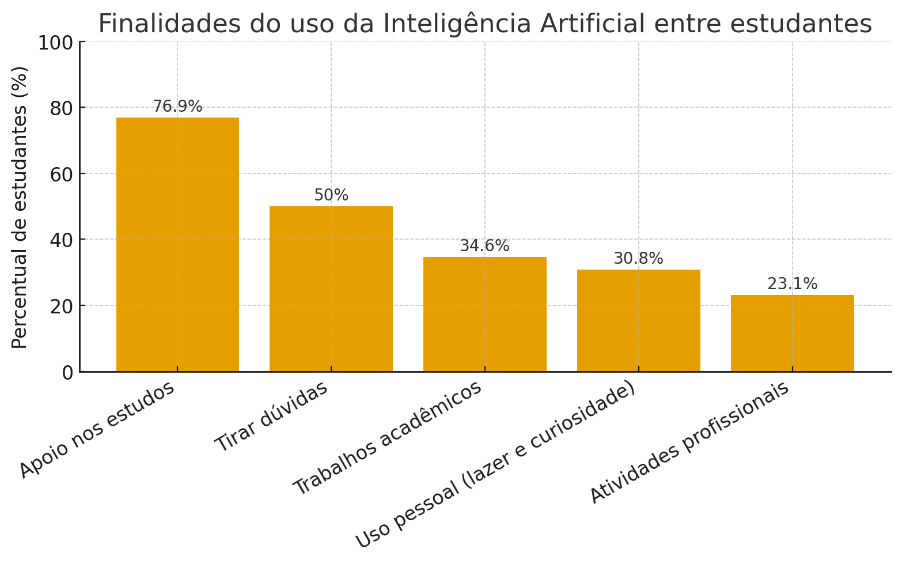 Finalidades do uso da Inteligência Artificial entre estudantes
Percentual de estudantes (%)
100
80
60
40
20
0
76.9%
50%
34.6%
30.8%
23.1%
Apoio nos estudos
Tirar dúvidas
Trabalhos acadêmicos
Uso pessoal (lazer e curiosidade)
Atividades profissionais